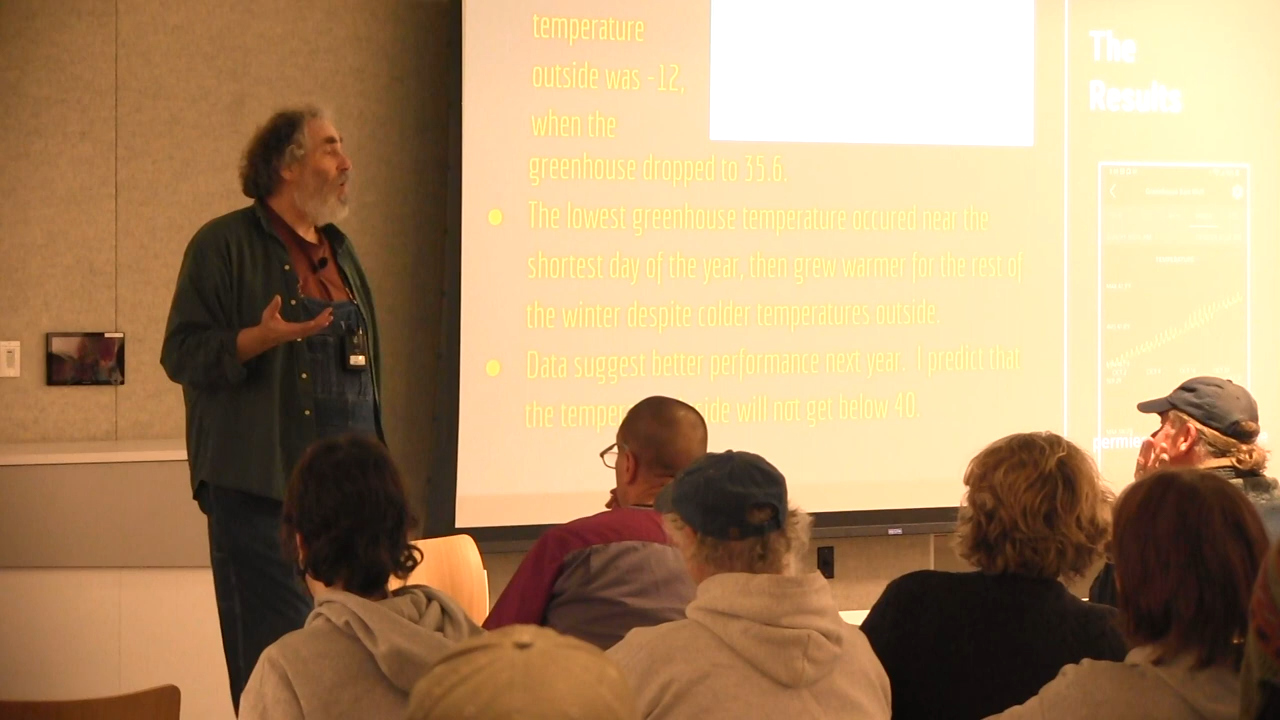 temperature
outside was -12,
when the
greenhouse dropped to 35.6.
The lowest greenhouse temperature occured near the
shortest day of the year, then grew warmer for the rest of
the winter despite colder temperatures outside.
Data suggest better performance next year. I predict that
the will not get below 40.
The
Results